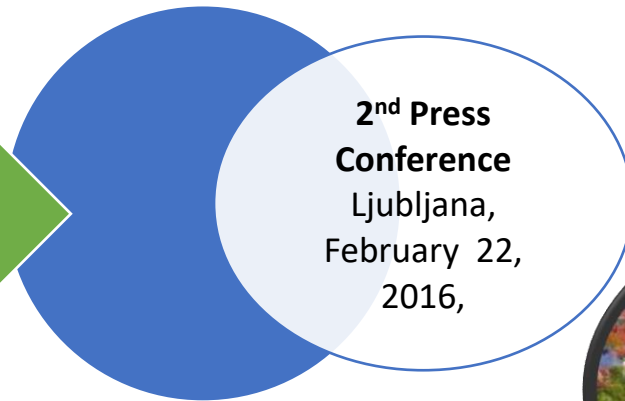 2nd Press
Conference
Ljubljana,
February  22,
2016,